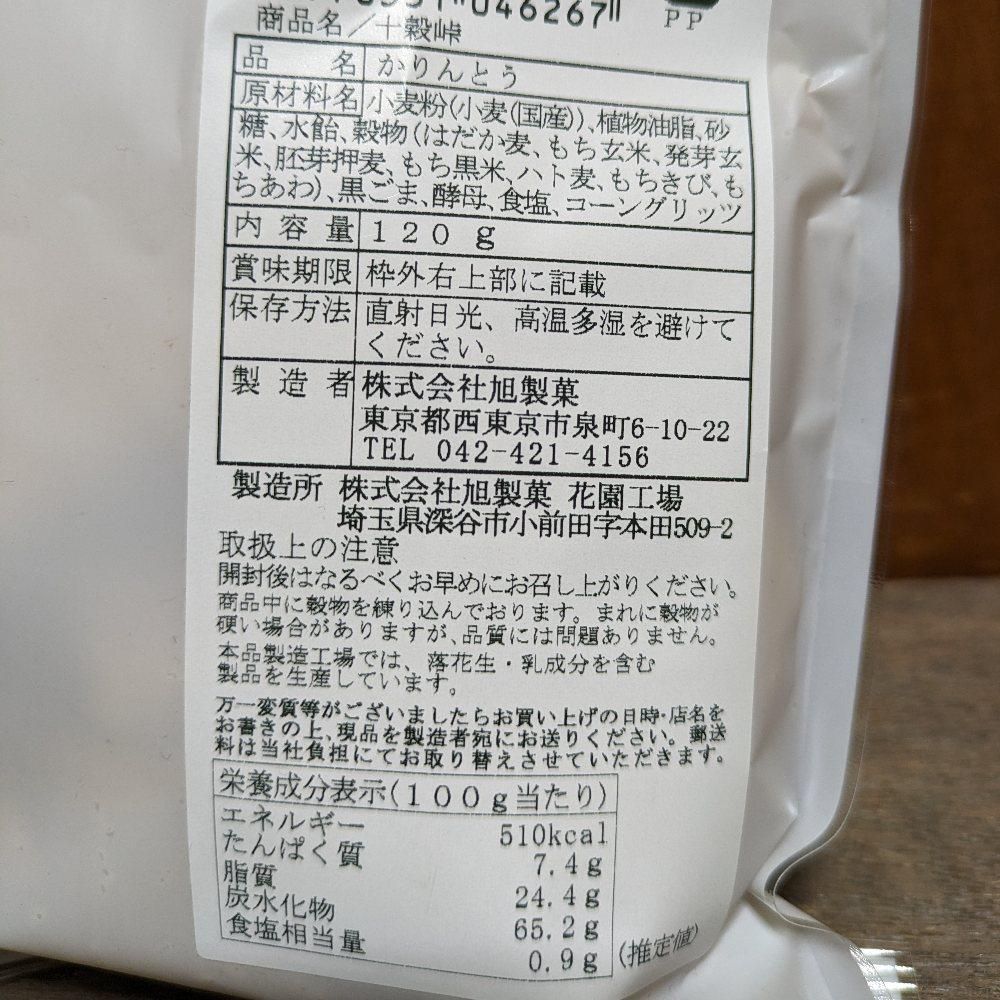 046267
PP
商品名／十穀峠
品名 かりんとう
原材料名 小麦粉(小麦(国産))、植物油脂、砂
糖、水飴、穀物(はだか麦、もち玄米、発芽玄
米、胚芽押麦、もち黒米、ハト麦、もちきび、も
ちあわ)、黒ごま、酵母、食塩、コーングリッツ
内容量 120g
賞味期限 枠外右上部に記載
保存方法 直射日光、高温多湿を避けて
ください。
製造者 株式会社旭製菓
東京都西東京市泉町6-10-22
TEL 042-421-4156
製造所 株式会社旭製菓 花園工場
埼玉県深谷市小前田字本田509-2
取扱上の注意
開封後はなるべくお早めにお召し上がりください。
商品中に穀物を練り込んでおります。まれに穀物が
硬い場合がありますが、品質には問題ありません。
本品製造工場では、落花生・乳成分を含む
製品を生産しています。
万一変質等がございましたらお買い上げの日時・店名を
お書きの上、現品を製造者宛にお送りください。郵送
料は当社負担にてお取り替えさせていただきます。
栄養成分表示(100g当たり)
エネルギー 510kcal
たんぱく質 7.4g
脂質 24.4g
炭水化物 65.2g
食塩相当量 0.9g (推定値)